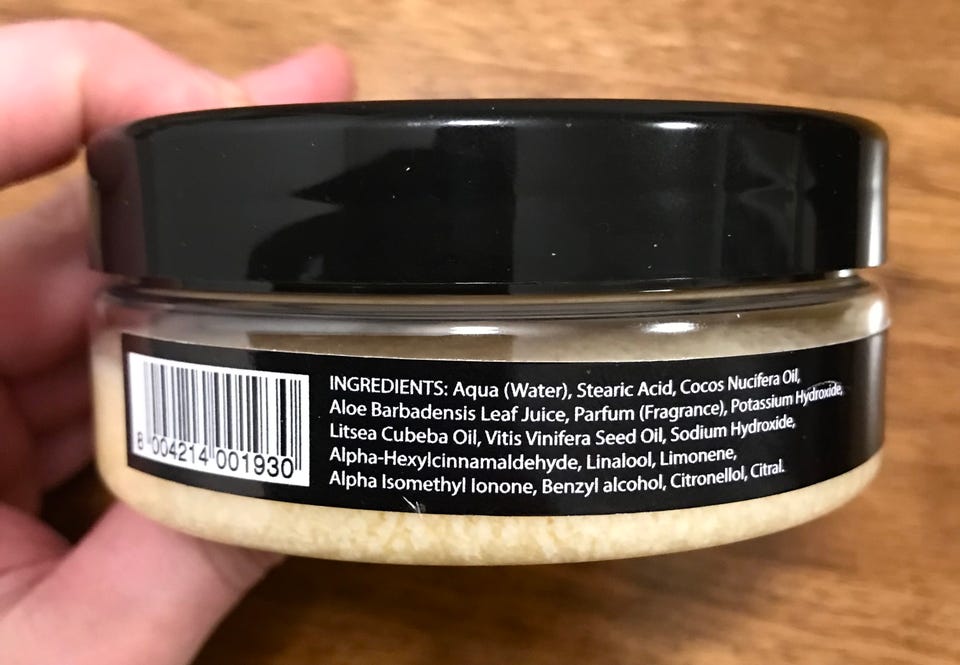 INGREDIENTS: Aqua (Water), Stearic Acid, Cocos Nucifera Oil,
Aloe Barbadensis Leaf Juice, Parfum (Fragrance), Potassium Hydroxide,
Litsea Cubeba Oil, Vitis Vinifera Seed Oil, Sodium Hydroxide,
Alpha-Hexylcinnamaldehyde, Linalool, Limonene,
Alpha Isomethyl Ionone, Benzyl alcohol, Citronellol, Citral.
8 004214 001930